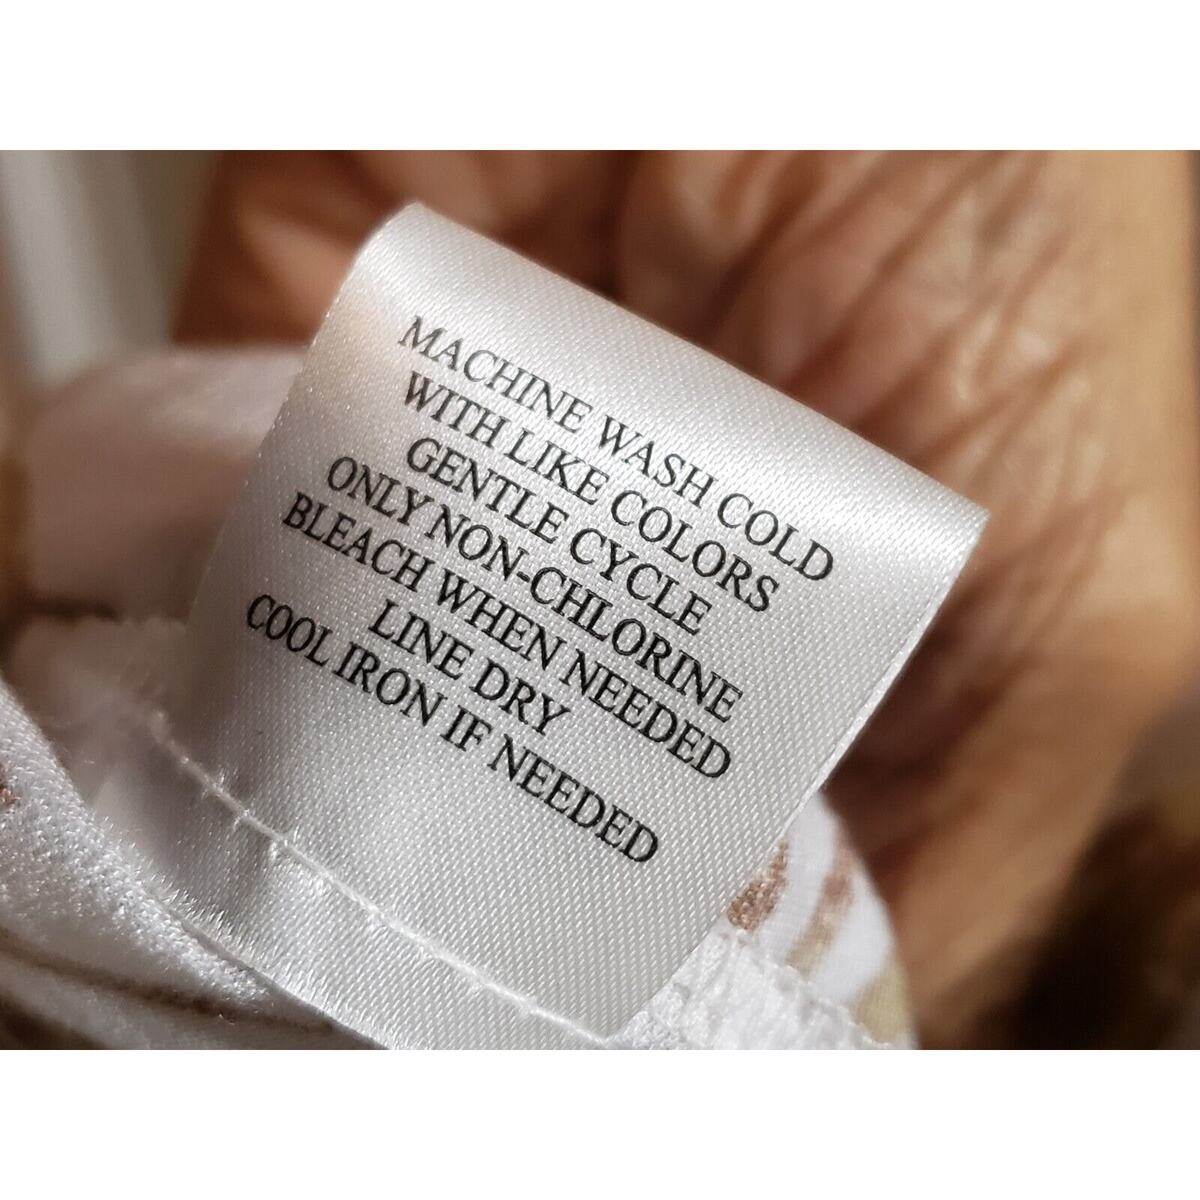 MACHINE WASH COLD
WITH LIKE COLORS
GENTLE CYCLE
ONLY NON-CHLORINE
BLEACH WHEN NEEDED
LINE DRY
COOL IRON IF NEEDED